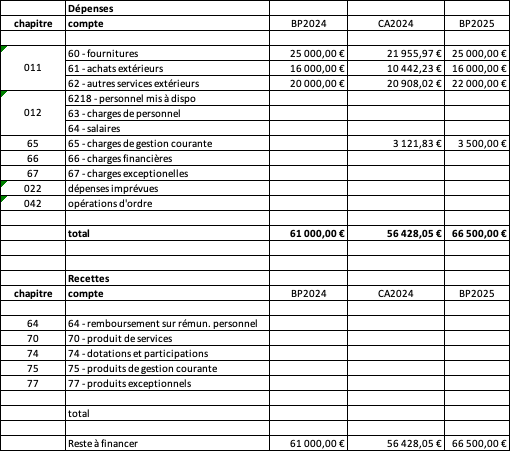 Dépenses
chapitre compte BP2024 CA2024 BP2025
011 60 - fournitures 25 000,00 € 21 955,97 € 25 000,00 €
61 - achats extérieurs 16 000,00 € 10 442,23 € 16 000,00 €
62 - autres services extérieurs 20 000,00 € 20 908,02 € 22 000,00 €
012 6218 - personnel mis à dispo
63 - charges de personnel
64 - salaires
65 65 - charges de gestion courante 3 121,83 € 3 500,00 €
66 66 - charges financières
67 67 - charges exceptionelles
022 dépenses imprévues
042 opérations d'ordre
total 61 000,00 € 56 428,05 € 66 500,00 €
Recettes
chapitre compte BP2024 CA2024 BP2025
64 64 - remboursement sur rémun. personnel
70 70 - produit de services
74 74 - dotations et participations
75 75 - produits de gestion courante
77 77 - produits exceptionnels
total
Reste à financer 61 000,00 € 56 428,05 € 66 500,00 €